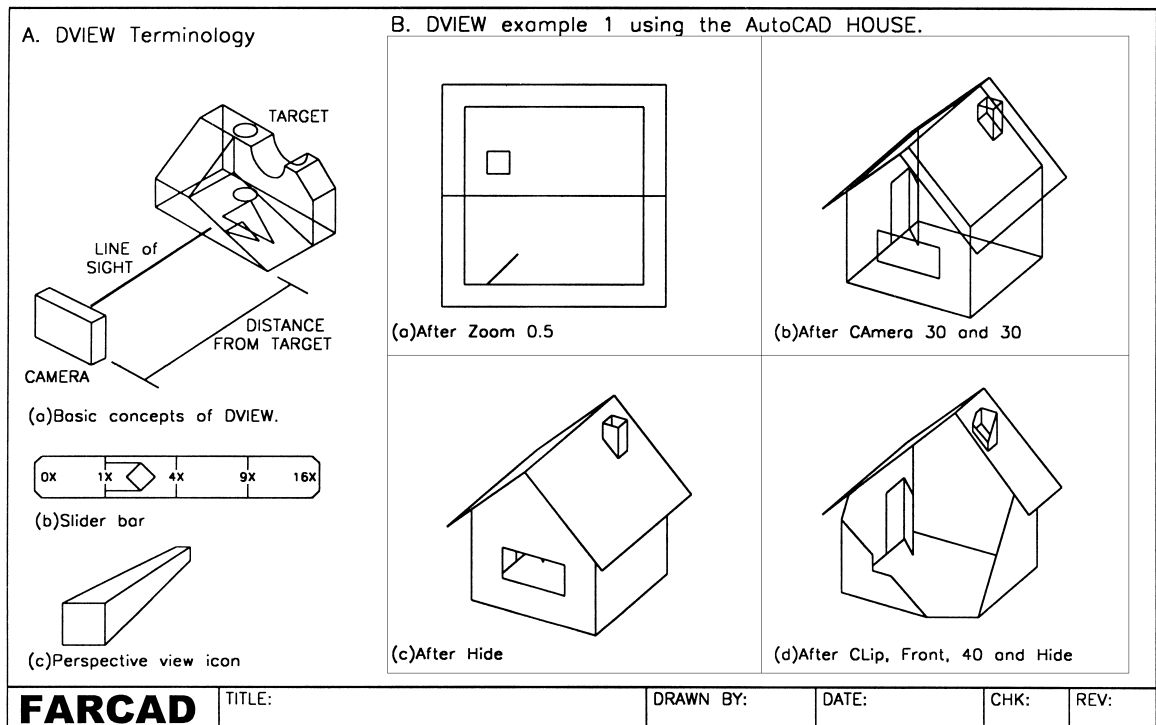 A. DVIEW Terminology
TARGET
LINE of
SIGHT
DISTANCE
FROM TARGET
CAMERA
(a)Basic concepts of DVIEW.
0X 1X 4X 9X 16X
(b)Slider bar
(c)Perspective view icon
B. DVIEW example 1 using the AutoCAD HOUSE.
(a)After Zoom 0.5
(b)After CAmera 30 and 30
(c)After Hide
(d)After CLip, Front, 40 and Hide
FARCAD
TITLE:
DRAWN BY:
DATE:
CHK:
REV: